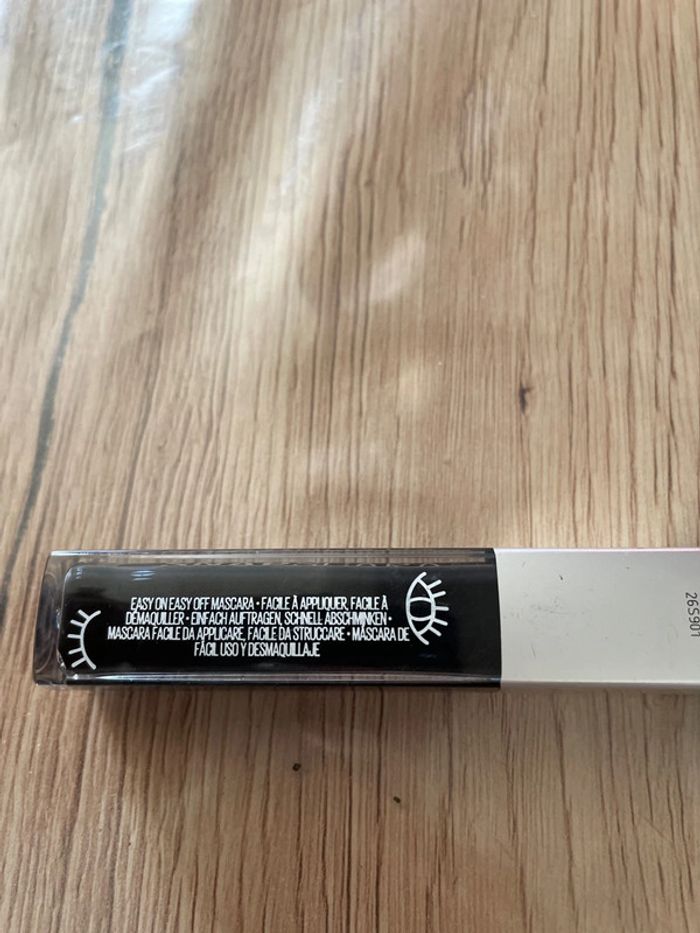 EASY ON EASY OFF MASCARA • FACILE À APPLIQUER, FACILE À
DÉMAQUILLER • EINFACH AUFTRAGEN, SCHNELL ABSCHMINKEN •
MASCARA FACILE DA APPLICARE, FACILE DA STRUCCARE • MÁSCARA DE
FÁCIL USO Y DESMAQUILLAJE
265901